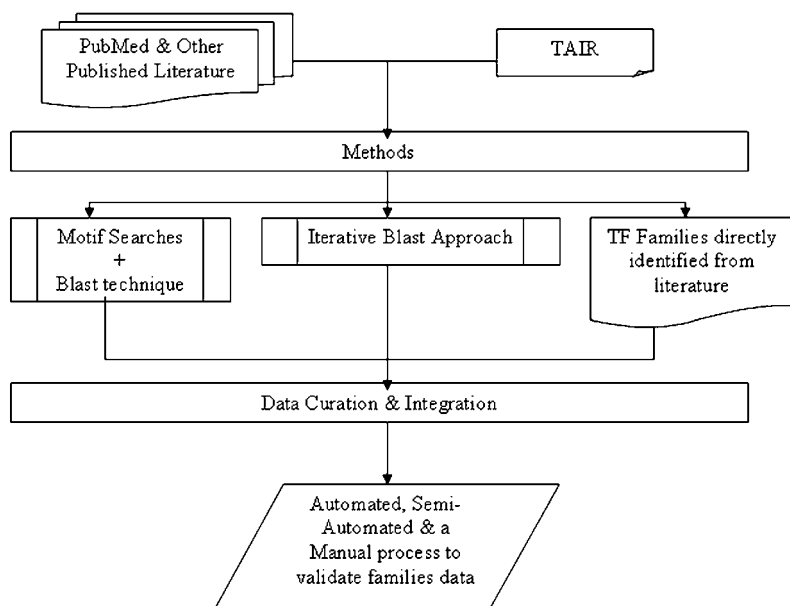 PubMed & Other
Published Literature
TAIR
Methods
Motif Searches
+
Blast technique
Iterative Blast Approach
TF Families directly
identified from
literature
Data Curation & Integration
Automated, Semi-
Automated & a
Manual process to
validate families data